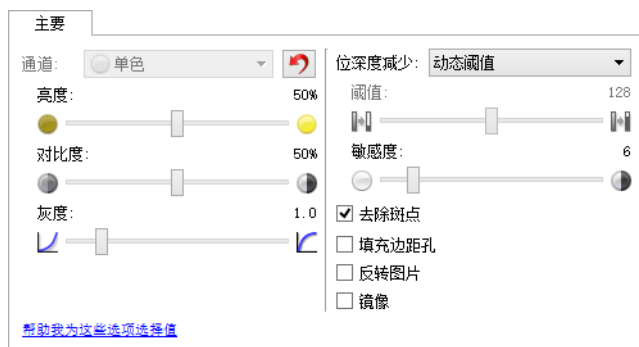 主要
通道: 单色
亮度: 50%
对比度: 50%
灰度: 1.0
帮助我为这些选项选择值
位深度减少: 动态阈值
阈值: 128
敏感度: 6
去除斑点
填充边距孔
反转图片
镜像